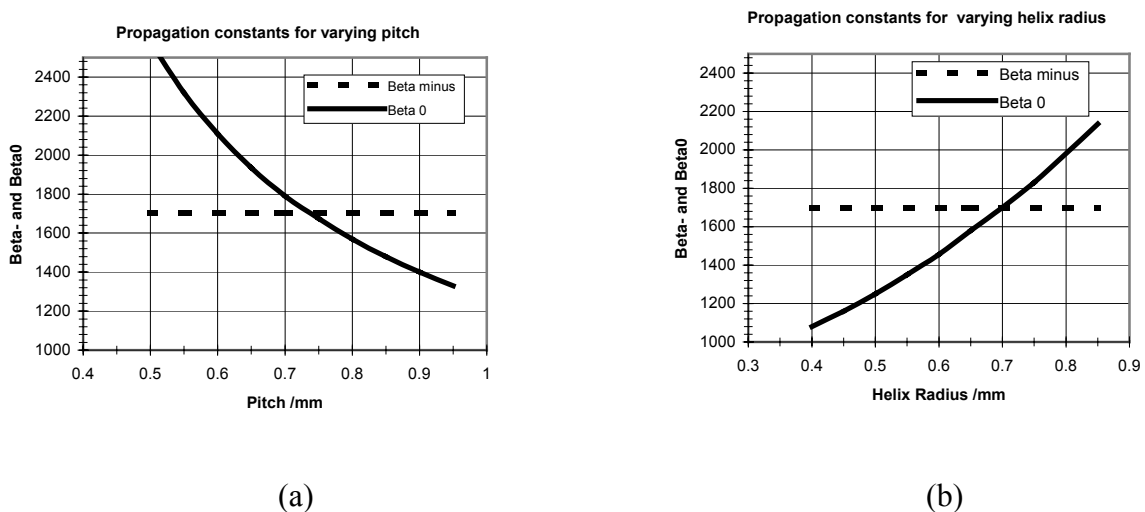 Propagation constants for varying pitch
2400
2200
2000
1800
1600
1400
1200
1000
0.4 0.5 0.6 0.7 0.8 0.9 1
Pitch /mm
Beta- and Beta0
Beta minus
Beta 0
(a)
Propagation constants for  varying helix radius
2400
2200
2000
1800
1600
1400
1200
1000
0.3 0.4 0.5 0.6 0.7 0.8 0.9
Helix Radius/mm
Beta- and Beta0
Beta minus
Beta 0
(b)